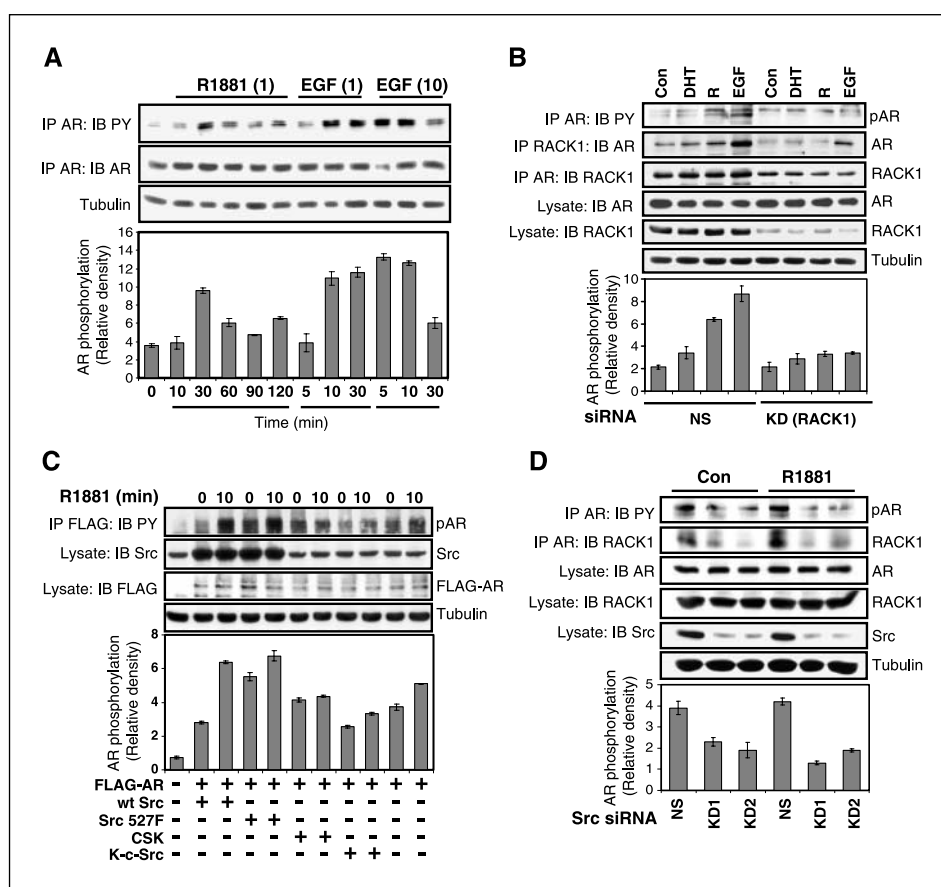 A
R1881 (1) EGF (1) EGF (10)
IP AR: IB PY
IP AR: IB AR
Tubulin
AR phosphorylation
(Relative density)
16
14
12
10
8
6
4
2
0
0 10 30 60 90 120 5 10 30 5 10 30
Time (min)
B
Con DHT R EGF Con DHT R EGF
IP AR: IB PY pAR
IP RACK1: IB AR AR
IP AR: IB RACK1 RACK1
Lysate: IB AR AR
Lysate: IB RACK1 RACK1
Tubulin
AR phosphorylation
(Relative density)
10
8
6
4
2
0
siRNA NS KD (RACK1)
C
R1881 (min) 0 10 0 10 0 10 0 10 0 10
IP FLAG: IB PY pAR
Lysate: IB Src Src
Lysate: IB FLAG FLAG-AR
Tubulin
AR phosphorylation
(Relative density)
8
6
4
2
0
FLAG-AR - + + + + + + + + + +
wt Src - + + - - - - - - - -
Src 527F - - - + + - - - - - -
CSK - - - - - + + - - - -
K-c-Src - - - - - - - + + - -
D
Con R1881
IP AR: IB PY pAR
IP AR: IB RACK1 RACK1
Lysate: IB AR AR
Lysate: IB RACK1 RACK1
Lysate: IB Src Src
Tubulin
AR phosphorylation
(Relative density)
5
4
3
2
1
0
Src siRNA NS KD1 KD2 NS KD1 KD2